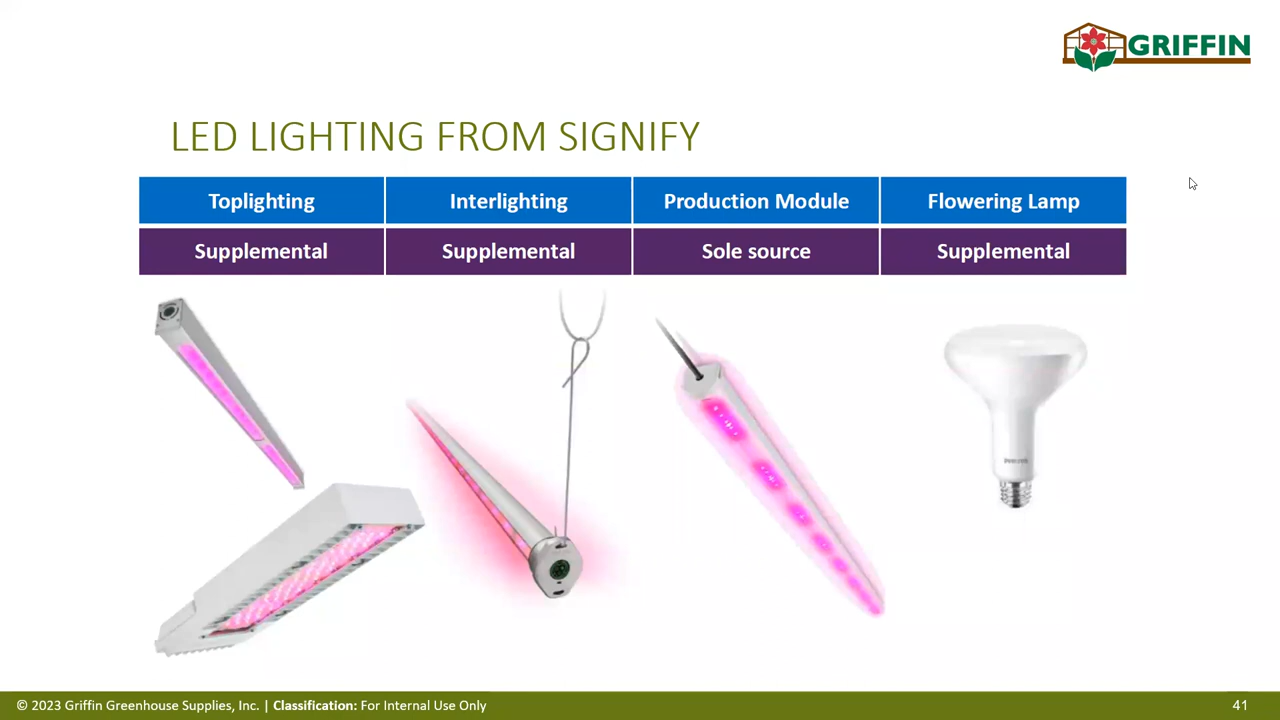 GRIFFIN
LED LIGHTING FROM SIGNIFY
Toplighting Interlighting Production Module Flowering Lamp
Supplemental Supplemental Sole source Supplemental
© 2023 Griffin Greenhouse Supplies, Inc. | Classification: For Internal Use Only 41